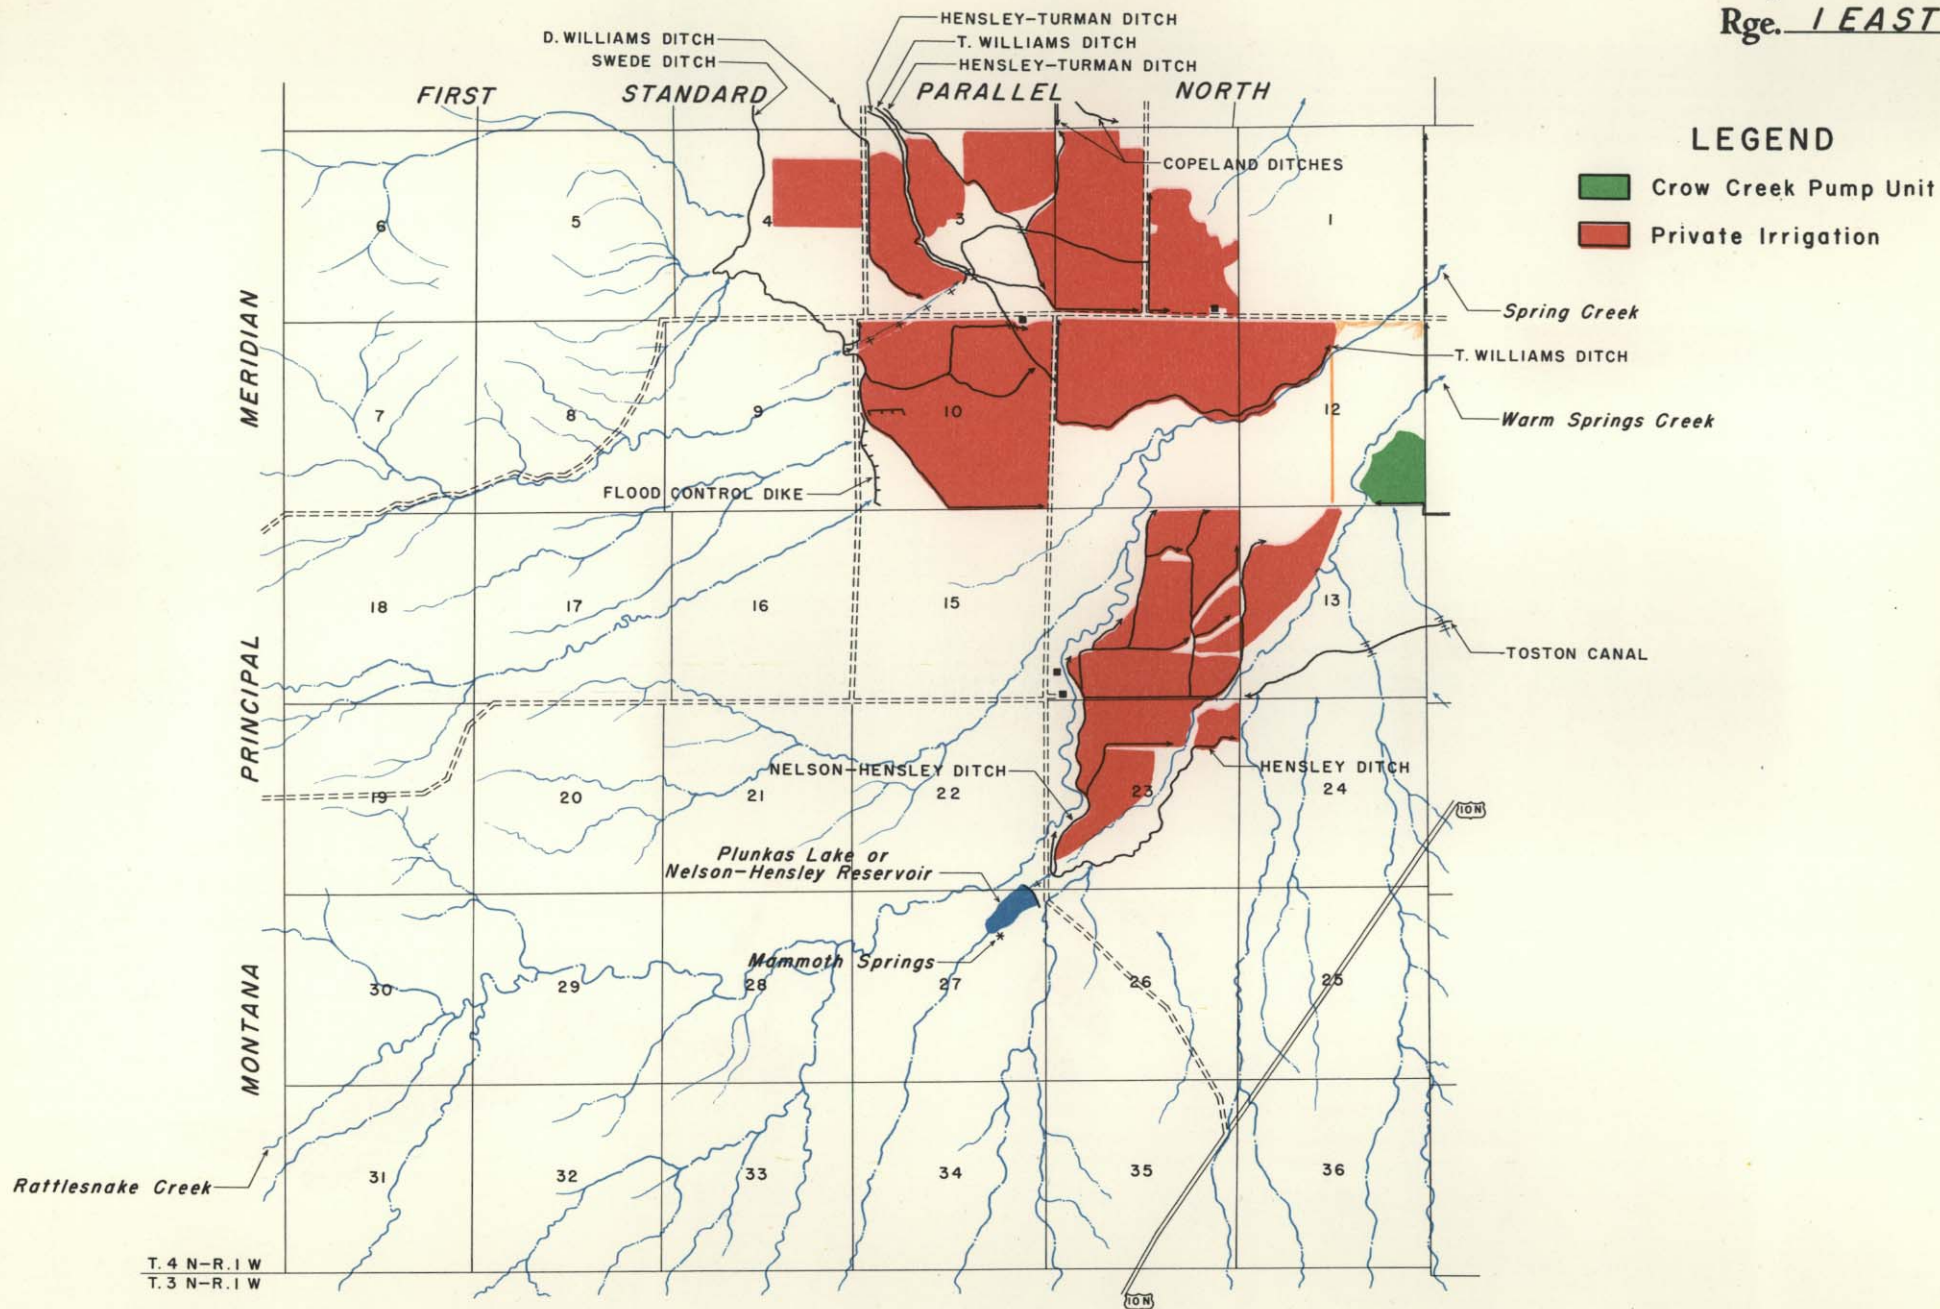 Rge. 1 EAST
HENSLEY-TURMAN DITCH
D. WILLIAMS DITCH
T. WILLIAMS DITCH
SWEDE DITCH
HENSLEY-TURMAN DITCH
FIRST STANDARD PARALLEL NORTH
LEGEND
Crow Creek Pump Unit
Private Irrigation
COPELAND DITCHES
6 5 4 3 1
Spring Creek
T. WILLIAMS DITCH
Warm Springs Creek
7 8 9 10 12
FLOOD CONTROL DIKE
18 17 16 15 13
TOSTON CANAL
NELSON-HENSLEY DITCH
HENSLEY DITCH
19 20 21 22 23 24
10N
Plunkas Lake or
Nelson-Hensley Reservoir
Mammoth Springs
30 29 28 27 26 25
31 32 33 34 35 36
Rattlesnake Creek
MONTANA PRINCIPAL MERIDIAN
T. 4 N-R. 1 W
T. 3 N-R. 1 W
10N